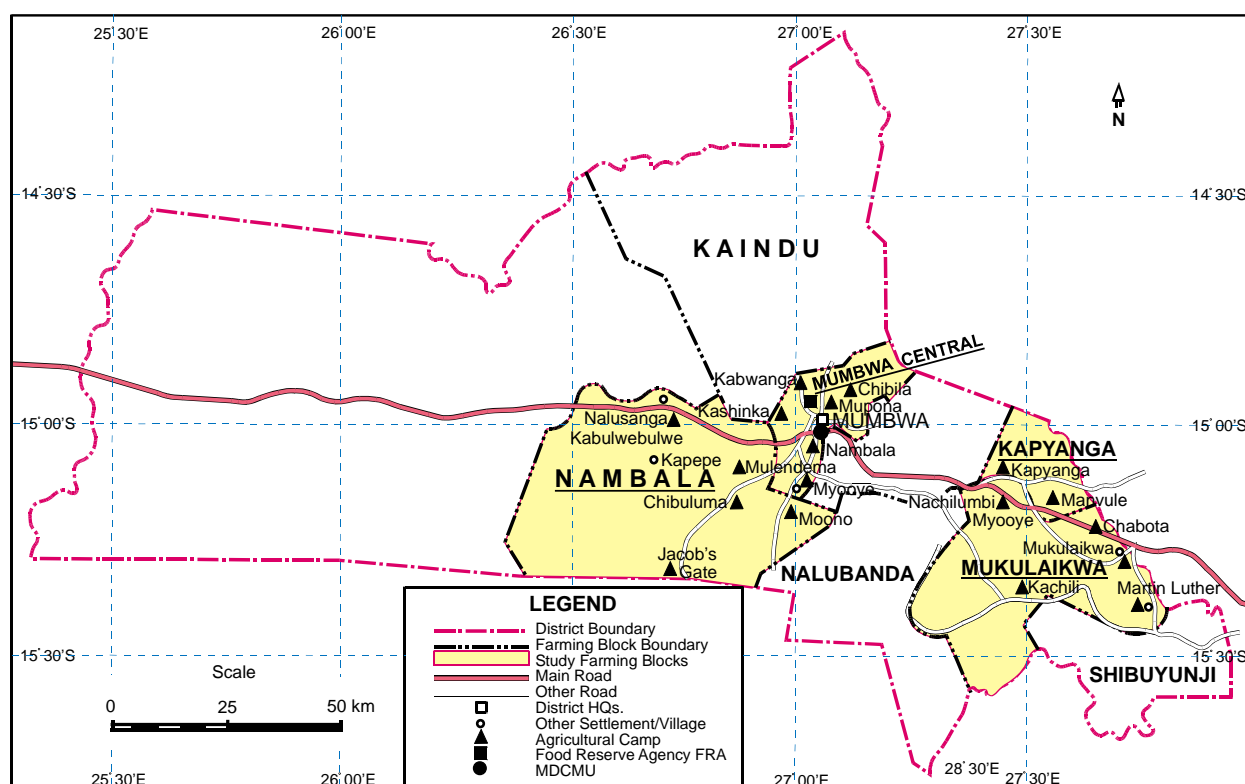 25°30'E
26°00'E
26°30'E
27°00'E
27°30'E
N
14°30'S
14°30'S
KAINDU
MUMBWA CENTRAL
Kabwanga
Chibila
Mupona
Kashinka
MUMBWA
Nalusanga
15°00'S
15°00'S
Kabulwebulwe
Nambala
KAPYANGA
Kapepe
Kapyanga
NAMBALA
Mulendema
Myooye
Chibuluma
Nachilumbi
Manvule
Moono
Myooye
Chabota
Mukulaikwa
Jacob's
Gate
NALUBANDA
MUKULAIKWA
Kachili
Martin Luther
LEGEND
District Boundary
Farming Block Boundary
Study Farming Blocks
Main Road
Other Road
District HQs.
Other Settlement/Village
Agricultural Camp
Food Reserve Agency FRA
MDCMU
15°30'S
15°30'S
SHIBUYUNJI
Scale
0 25 50 km
25°30'E
26°00'E
27°00'E
28°30'E
27°30'E